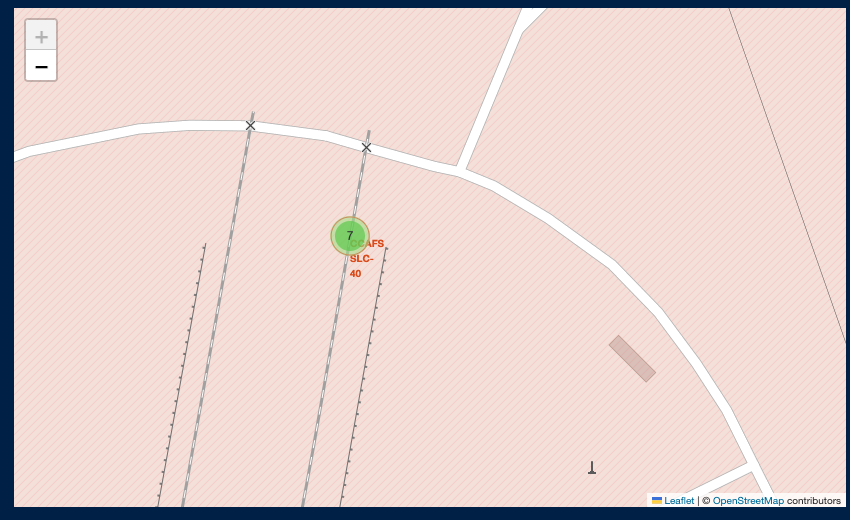 +
−
7
CCAFS
SLC-
40
Leaflet | © OpenStreetMap contributors